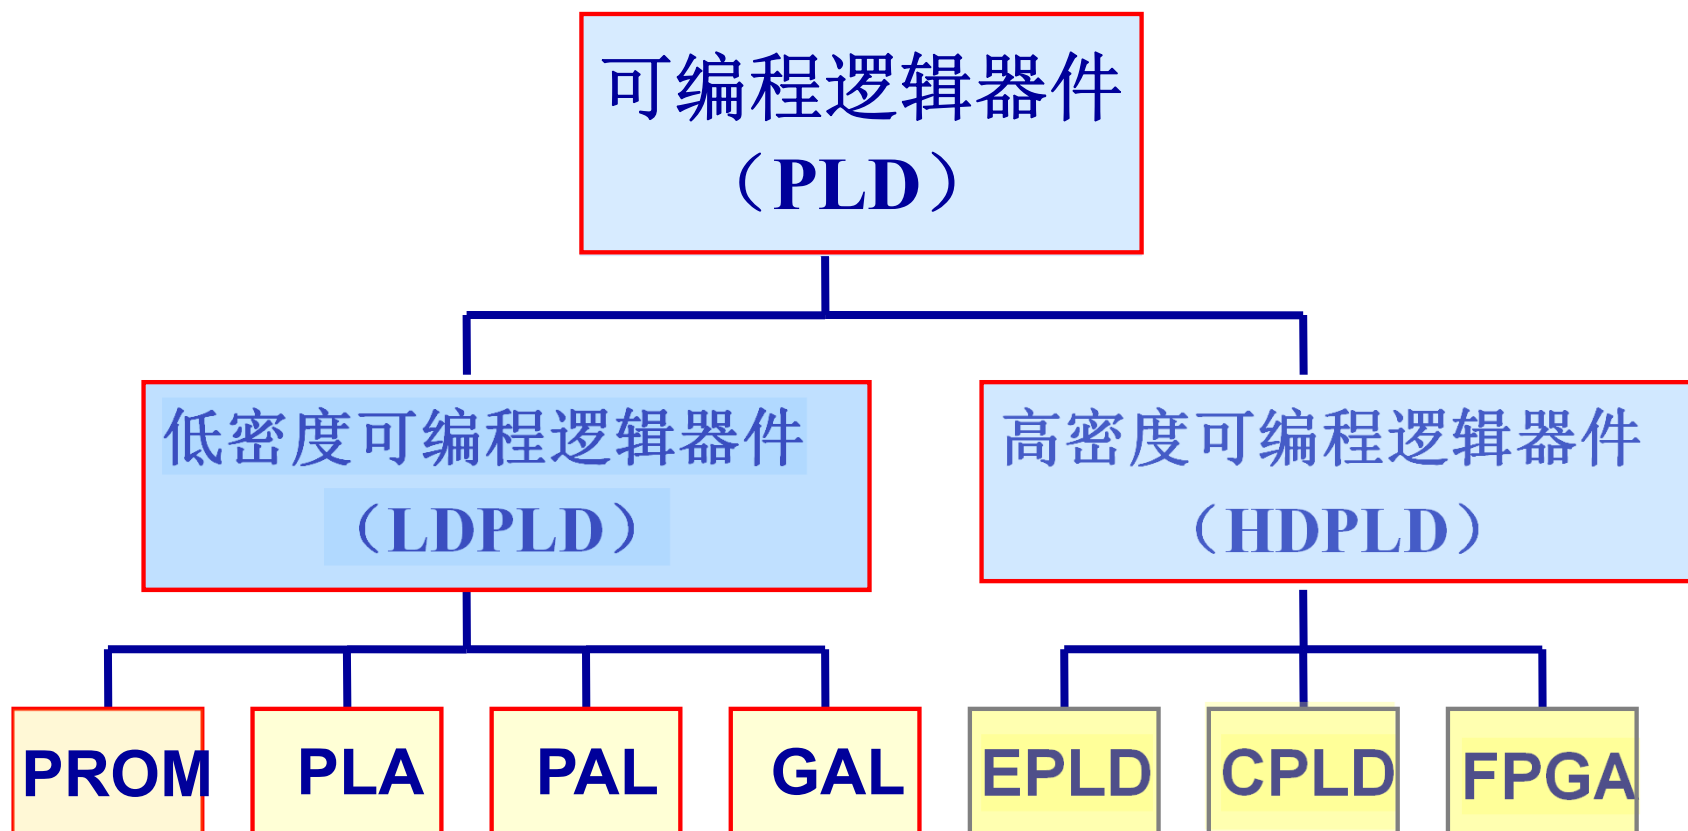 可编程逻辑器件
（PLD）
低密度可编程逻辑器件
（LDPLD）
高密度可编程逻辑器件
（HDPLD）
PROM
PLA
PAL
GAL
EPLD
CPLD
FPGA